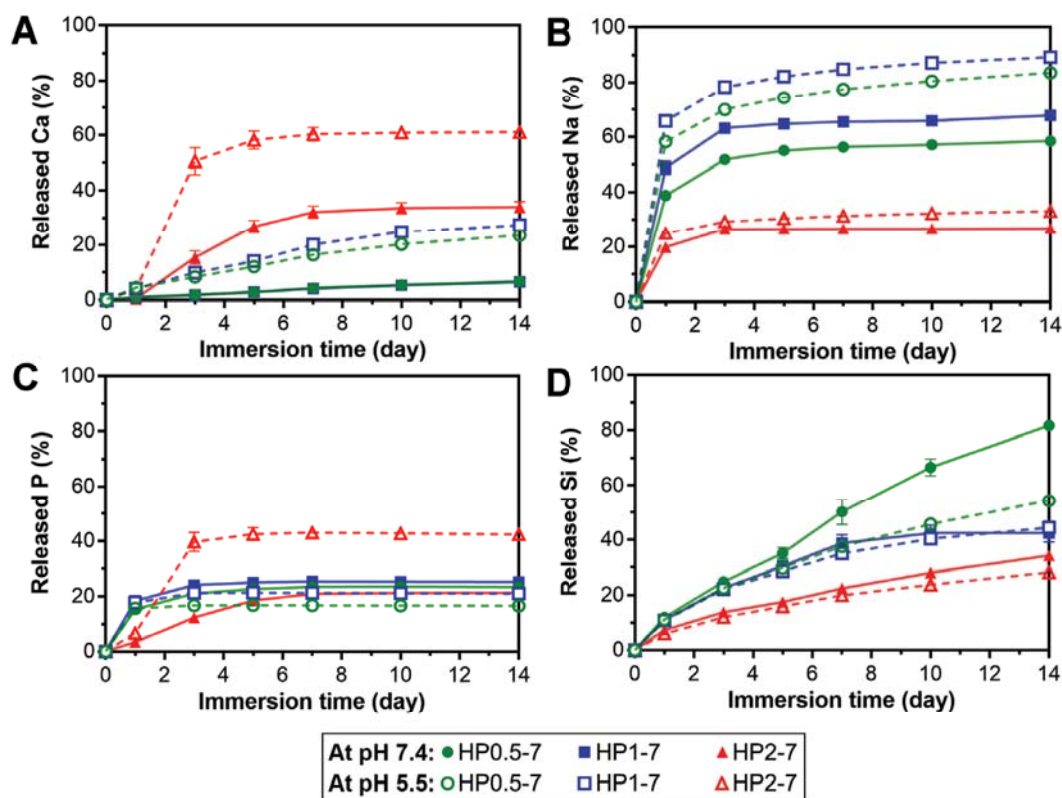 A
Released Ca (%)
100
80
60
40
20
0
0 2 4 6 8 10 12 14
Immersion time (day)
B
Released Na (%)
100
80
60
40
20
0
0 2 4 6 8 10 12 14
Immersion time (day)
C
Released P (%)
100
80
60
40
20
0
0 2 4 6 8 10 12 14
Immersion time (day)
D
Released Si (%)
100
80
60
40
20
0
0 2 4 6 8 10 12 14
Immersion time (day)
At pH 7.4: HP0.5-7 HP1-7 HP2-7
At pH 5.5: HP0.5-7 HP1-7 HP2-7